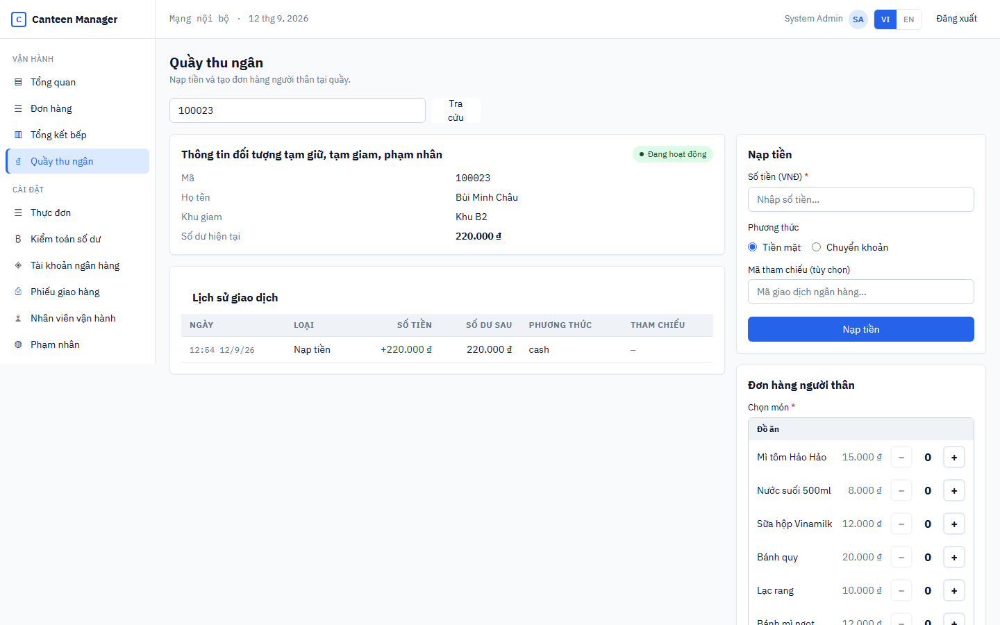 C Canteen Manager
Mạng nội bộ · 12 thg 9, 2026
System Admin SA VI EN Đăng xuất
VẬN HÀNH
Tổng quan
Đơn hàng
Tổng kết bếp
₫ Quầy thu ngân
CÀI ĐẶT
Thực đơn
₿ Kiểm toán số dư
Tài khoản ngân hàng
Phiếu giao hàng
Nhân viên vận hành
Phạm nhân
Quầy thu ngân
Nạp tiền và tạo đơn hàng người thân tại quầy.
100023
Tra
cứu
Thông tin đối tượng tạm giữ, tạm giam, phạm nhân
Đang hoạt động
Mã 100023
Họ tên Bùi Minh Châu
Khu giam Khu B2
Số dư hiện tại 220.000 ₫
Lịch sử giao dịch
NGÀY LOẠI SỐ TIỀN SỐ DƯ SAU PHƯƠNG THỨC THAM CHIẾU
12:54 12/9/26 Nạp tiền +220.000 ₫ 220.000 ₫ cash –
Nạp tiền
Số tiền (VNĐ) *
Nhập số tiền...
Phương thức
Tiền mặt Chuyển khoản
Mã tham chiếu (tùy chọn)
Mã giao dịch ngân hàng...
Nạp tiền
Đơn hàng người thân
Chọn món *
Đồ ăn
Mì tôm Hảo Hảo 15.000 ₫ − 0 +
Nước suối 500ml 8.000 ₫ − 0 +
Sữa hộp Vinamilk 12.000 ₫ − 0 +
Bánh quy 20.000 ₫ − 0 +
Lạc rang 10.000 ₫ − 0 +
Bánh mì ngọt 12.000 ₫ − 0 +